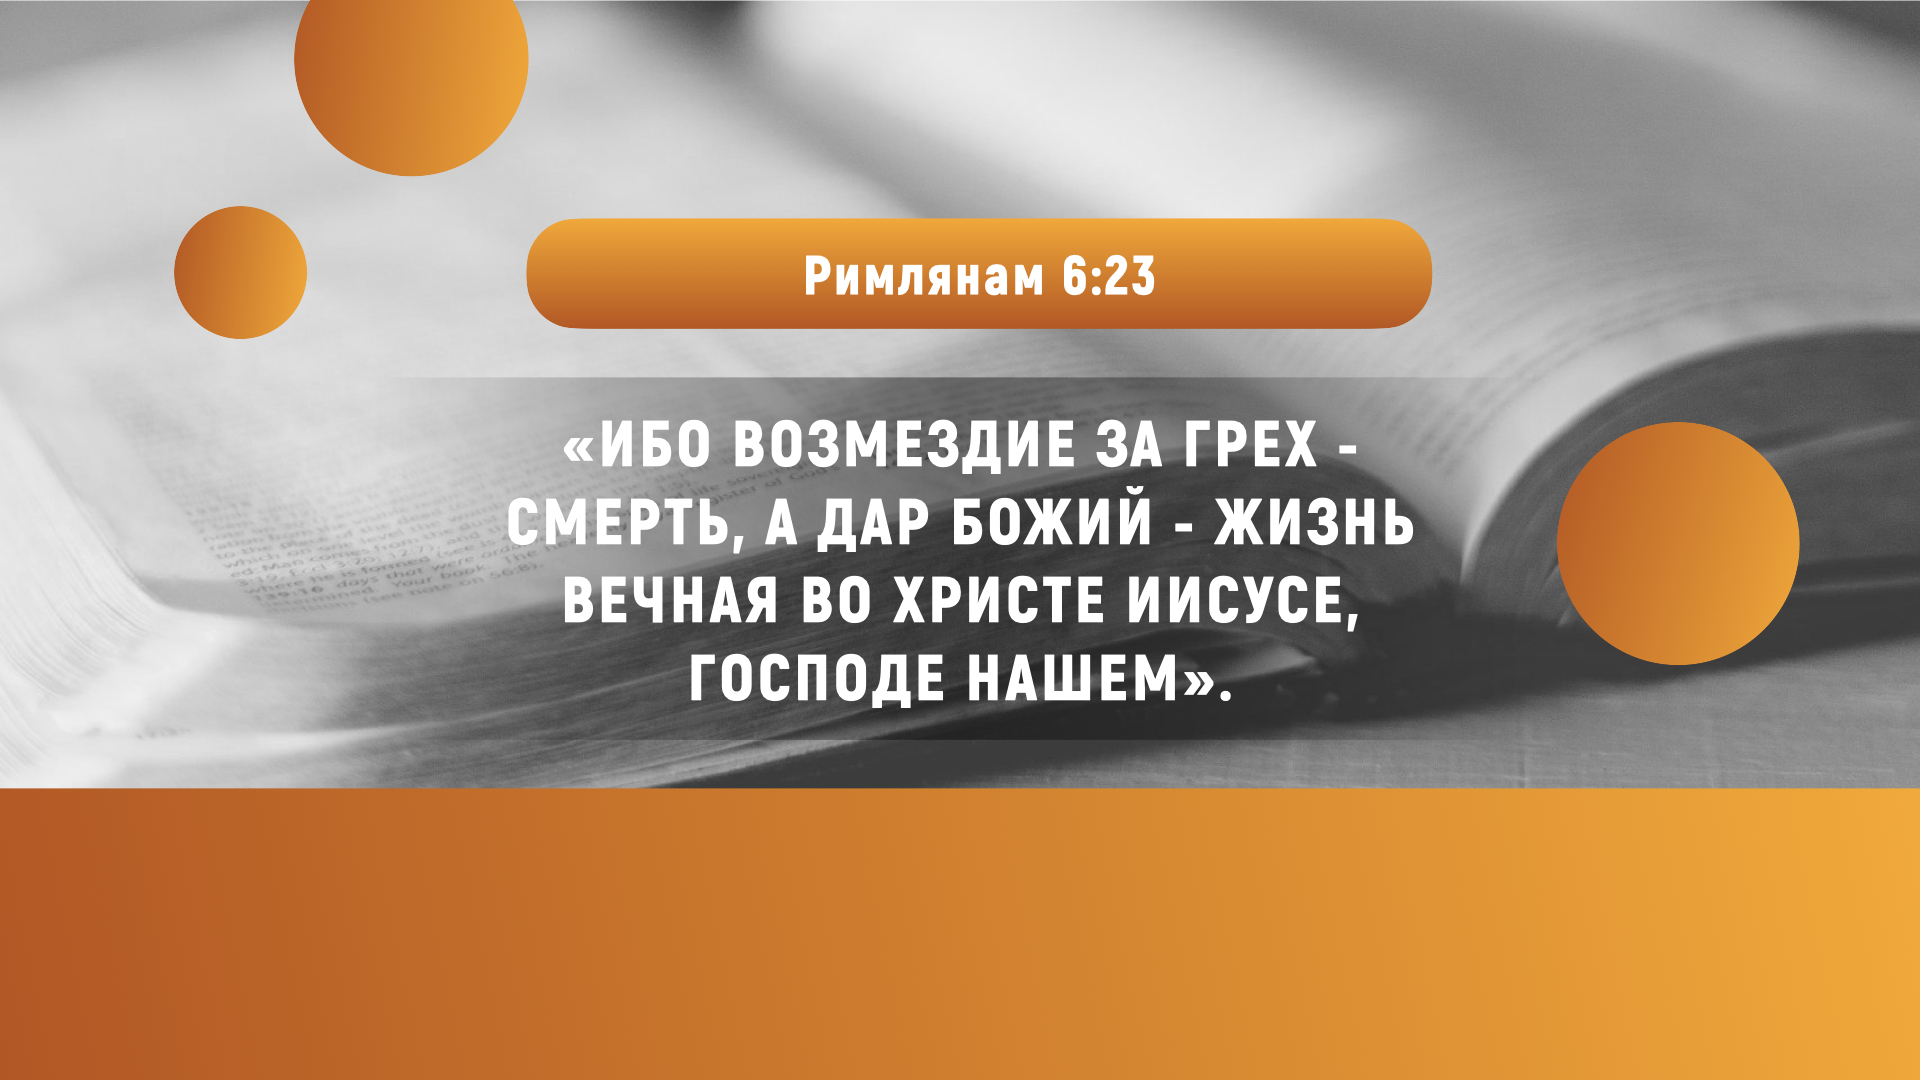 Римлянам 6:23
«ИБО ВОЗМЕЗДИЕ ЗА ГРЕХ -
СМЕРТЬ, А ДАР БОЖИЙ - ЖИЗНЬ
ВЕЧНАЯ ВО ХРИСТЕ ИИСУСЕ,
ГОСПОДЕ НАШЕМ».